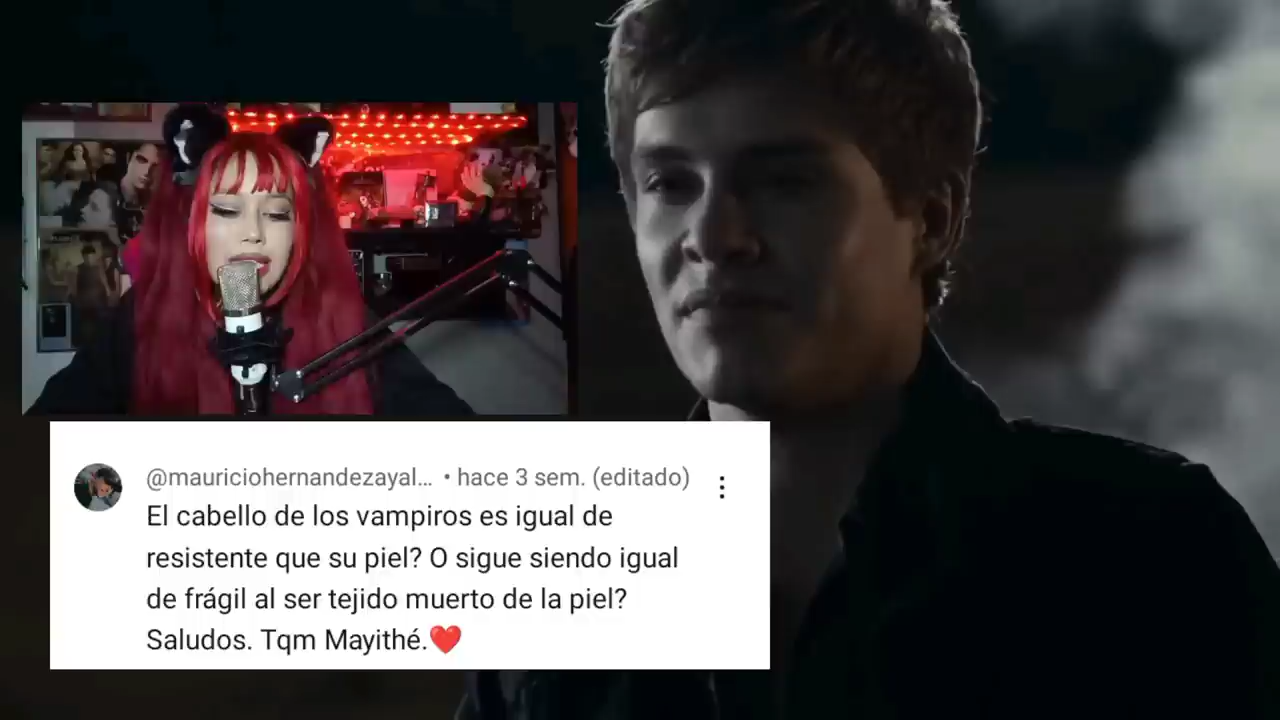 @mauriciohernandezayal... • hace 3 sem. (editado)
El cabello de los vampiros es igual de
resistente que su piel? O sigue siendo igual
de frágil al ser tejido muerto de la piel?
Saludos. Tqm Mayithé.❤️